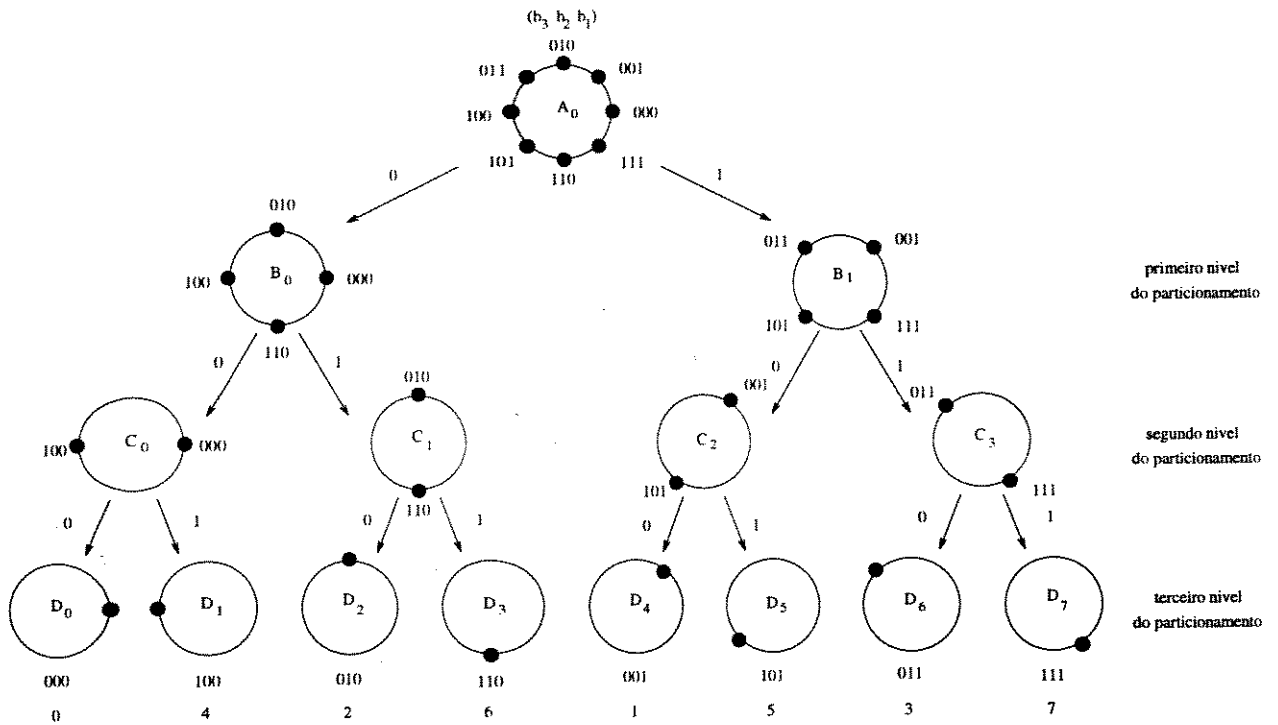 (b3 b2 b1)
010
011 001
100 A0 000
101 110 111
0 1
010
100 B0 000
110
011 001
B1
101 111
primeiro nivel
do particionamento
0 1 0 1
100 C0 000
010
C1
110
001
C2
101
011
C3
111
segundo nivel
do particionamento
0 1 0 1 0 1 0 1
D0 D1 D2 D3 D4 D5 D6 D7
terceiro nivel
do particionamento
000 100 010 110 001 101 011 111
0 4 2 6 1 5 3 7